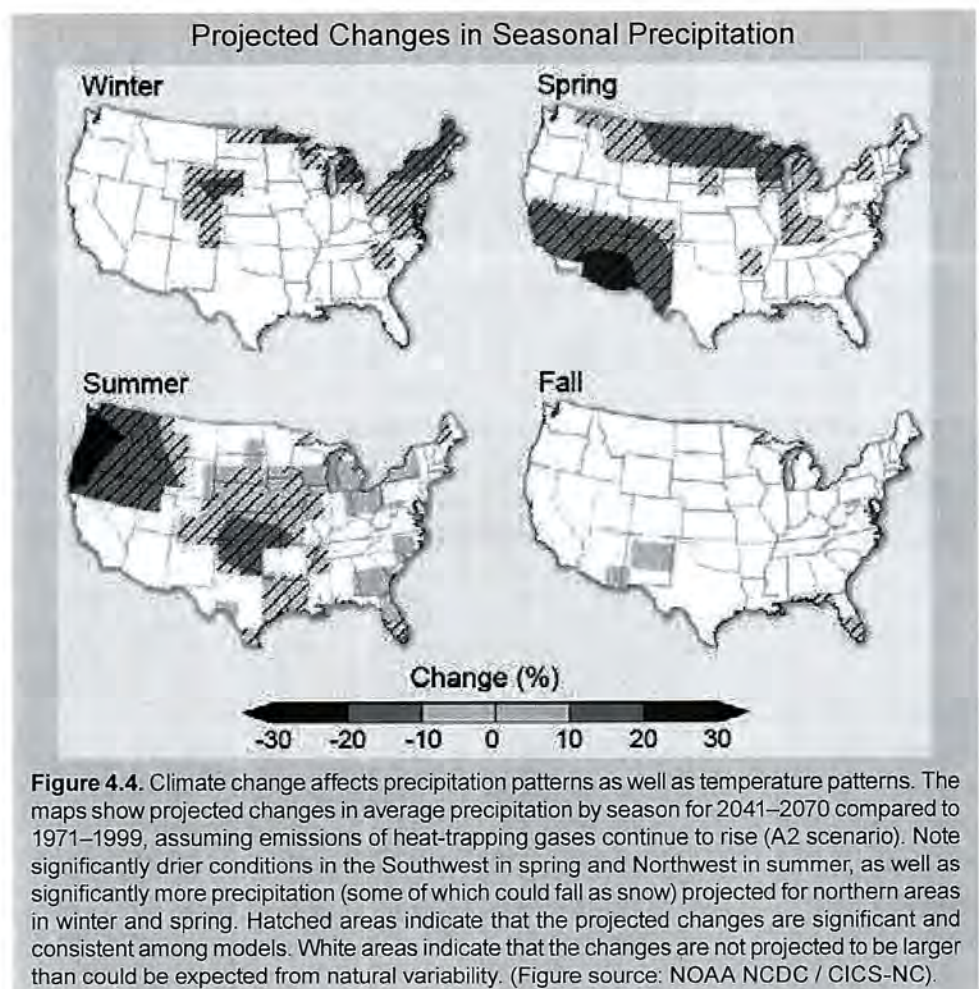 Projected Changes in Seasonal Precipitation
Winter
Spring
Summer
Fall
Change (%)
-30 -20 -10 0 10 20 30
Figure 4.4. Climate change affects precipitation patterns as well as temperature patterns. The
maps show projected changes in average precipitation by season for 2041–2070 compared to
1971–1999, assuming emissions of heat-trapping gases continue to rise (A2 scenario). Note
significantly drier conditions in the Southwest in spring and Northwest in summer, as well as
significantly more precipitation (some of which could fall as snow) projected for northern areas
in winter and spring. Hatched areas indicate that the projected changes are significant and
consistent among models. White areas indicate that the changes are not projected to be larger
than could be expected from natural variability. (Figure source: NOAA NCDC / CICS-NC).